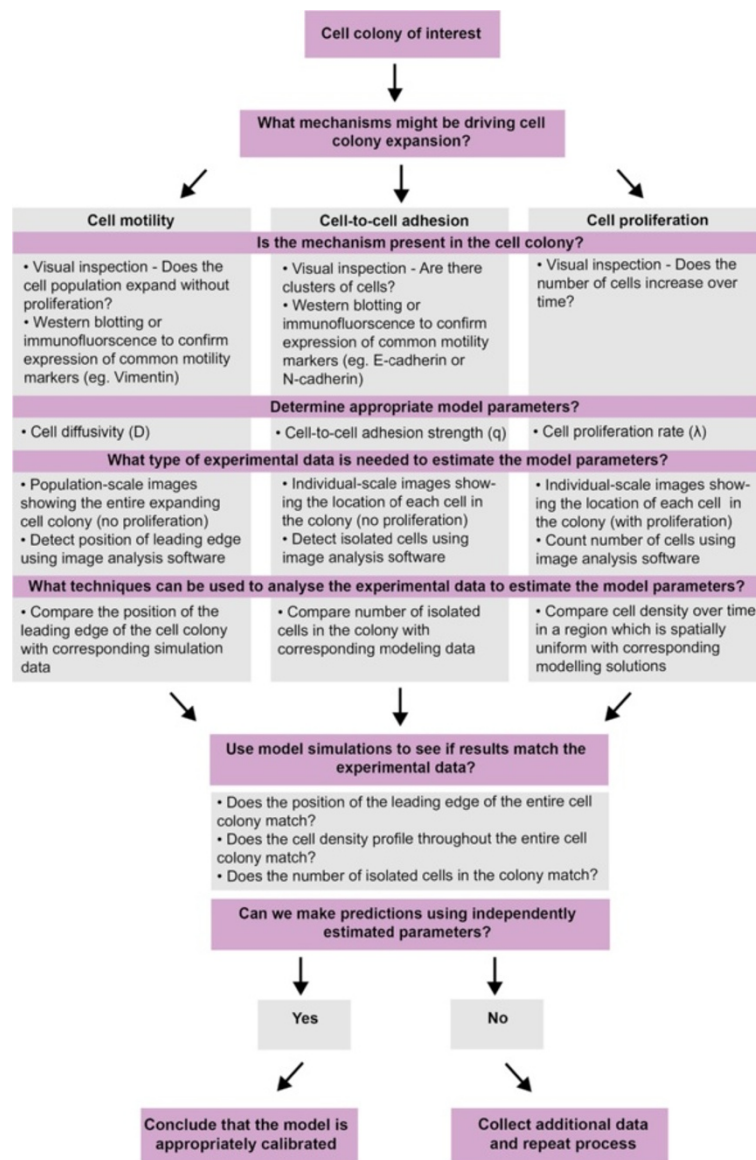 Cell colony of interest
What mechanisms might be driving cell
colony expansion?
Cell motility
Cell-to-cell adhesion
Cell proliferation
Is the mechanism present in the cell colony?
• Visual inspection - Does the
cell population expand without
proliferation?
• Western blotting or
immunofluorscence to confirm
expression of common motility
markers (eg. Vimentin)
• Visual inspection - Are there
clusters of cells?
• Western blotting or
immunofluorscence to confirm
expression of common motility
markers (eg. E-cadherin or
N-cadherin)
• Visual inspection - Does the
number of cells increase over
time?
Determine appropriate model parameters?
• Cell diffusivity (D)
• Cell-to-cell adhesion strength (q)
• Cell proliferation rate (λ)
What type of experimental data is needed to estimate the model parameters?
• Population-scale images
showing the entire expanding
cell colony (no proliferation)
• Detect position of leading edge
using image analysis software
• Individual-scale images show-
ing the location of each cell in
the colony (no proliferation)
• Detect isolated cells using
image analysis software
• Individual-scale images show-
ing the location of each cell in
the colony (with proliferation)
• Count number of cells using
image analysis software
What techniques can be used to analyse the experimental data to estimate the model parameters?
• Compare the position of the
leading edge of the cell colony
with corresponding simulation
data
• Compare number of isolated
cells in the colony with
corresponding modeling data
• Compare cell density over time
in a region which is spatially
uniform with corresponding
modelling solutions
Use model simulations to see if results match the
experimental data?
• Does the position of the leading edge of the entire cell
colony match?
• Does the cell density profile throughout the entire cell
colony match?
• Does the number of isolated cells in the colony match?
Can we make predictions using independently
estimated parameters?
Yes
No
Conclude that the model is
appropriately calibrated
Collect additional data
and repeat process